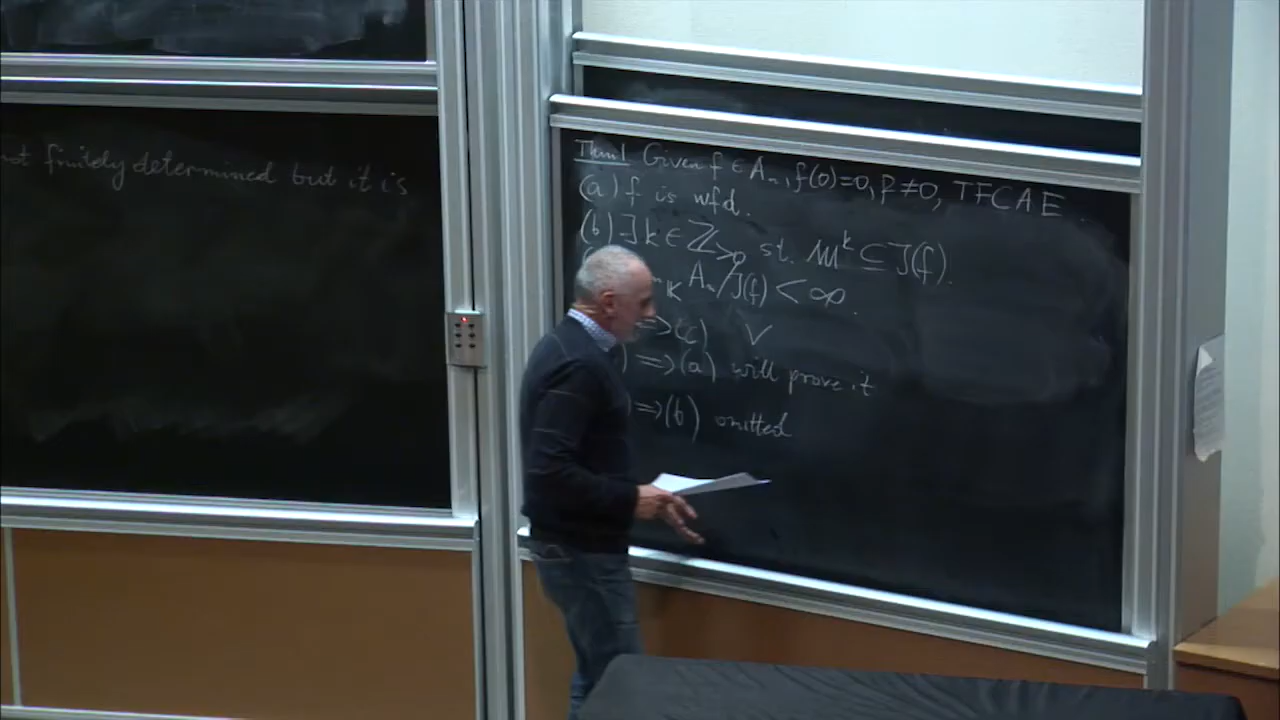 not finitely determined but it is
Thm 1 Given f ∈ Aₙ, f(0)=0, f ≠0, TFCAE
(a) f is wfd.
(b) ∃ k ∈ ℤ>0 st. 𝔪^k ⊆ J(f).
K Aₙ/J(f) < ∞.
=> (c) V
=> (a) will prove it
=> (b) omitted